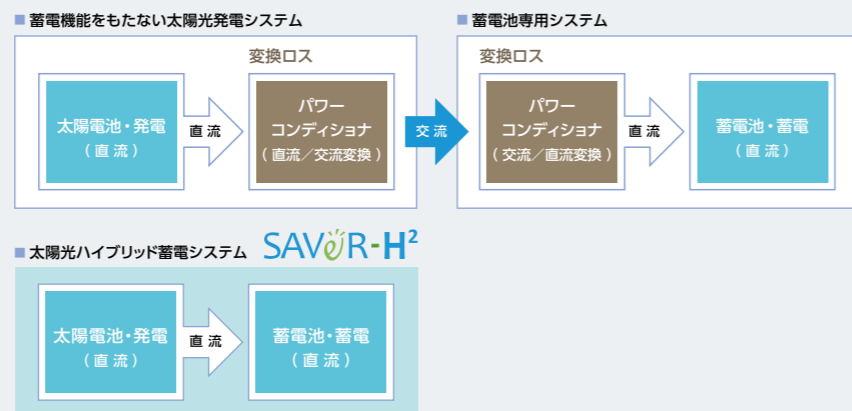 ■ 蓄電機能をもたない太陽光発電システム
変換ロス
太陽電池・発電
（直流）
直流
パワー
コンディショナ
（直流／交流変換）
交流
■ 蓄電池専用システム
変換ロス
パワー
コンディショナ
（交流／直流変換）
直流
蓄電池・蓄電
（直流）
■ 太陽光ハイブリッド蓄電システム SAVeR-H²
太陽電池・発電
（直流）
直流
蓄電池・蓄電
（直流）